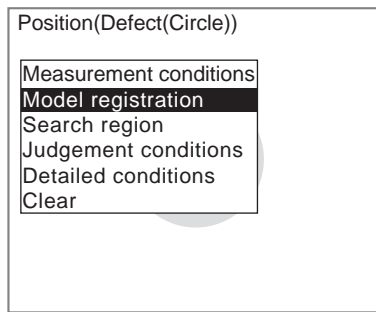 Position(Defect(Circle))
Measurement conditions
Model registration
Search region
Judgement conditions
Detailed conditions
Clear